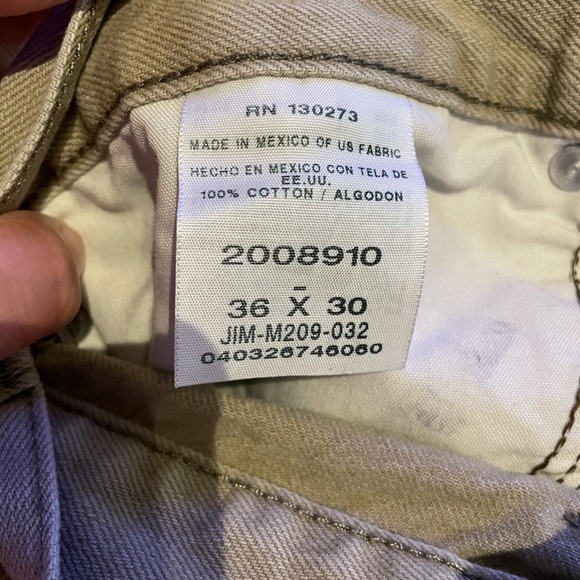 RN 130273
MADE IN MEXICO OF US FABRIC
HECHO EN MEXICO CON TELA DE
EE.UU.
100% COTTON / ALGODON
2008910
-
36 X 30
JIM-M209-032
040326746060